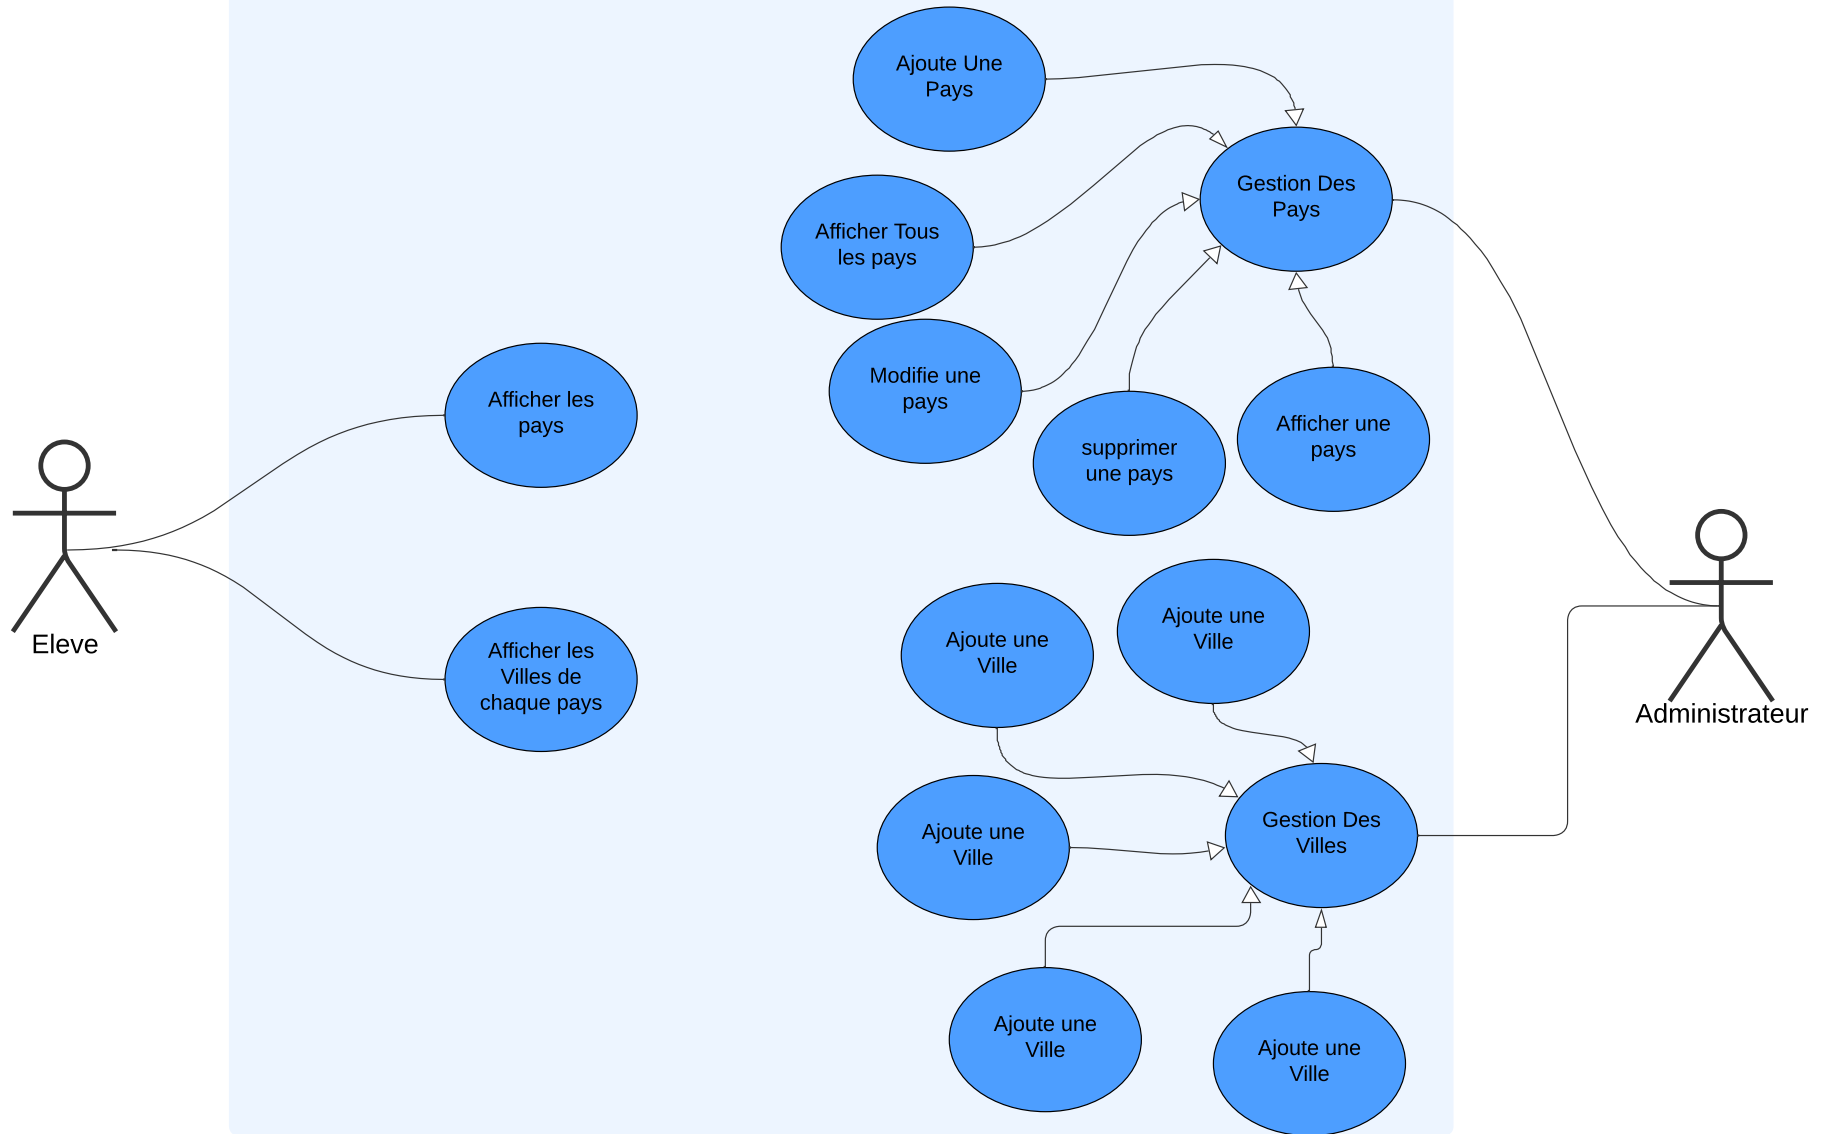 Ajoute Une
Pays
Gestion Des
Pays
Afficher Tous
les pays
Modifie une
pays
supprimer
une pays
Afficher une
pays
Afficher les
pays
Eleve
Afficher les
Villes de
chaque pays
Ajoute une
Ville
Ajoute une
Ville
Administrateur
Ajoute une
Ville
Gestion Des
Villes
Ajoute une
Ville
Ajoute une
Ville